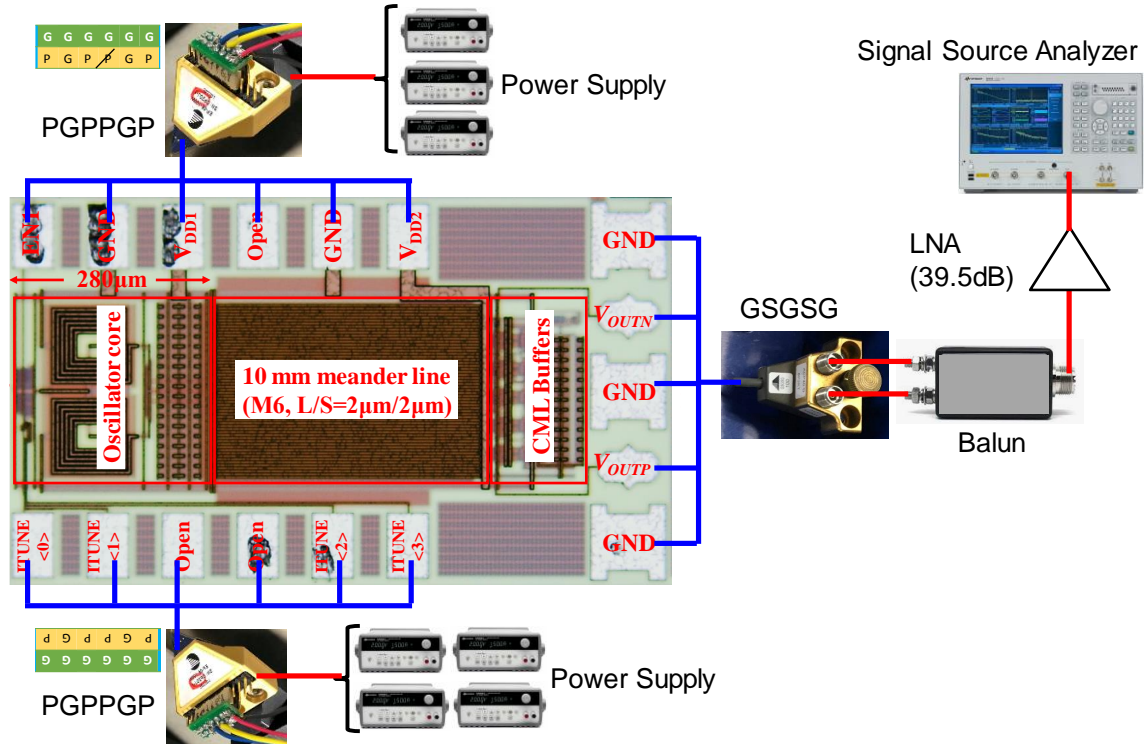 G G G G G G
P G P P G P
PGPPGP
Power Supply
Signal Source Analyzer
EN1
GND
VDD1
Open
GND
VDD2
GND
280μm
Oscillator core
10 mm meander line
(M6, L/S=2μm/2μm)
CML Buffers
VOUTN
GND
VOUTP
GND
LNA
(39.5dB)
GSGSG
Balun
ITUNE
<0>
ITUNE
<1>
Open
Open
ITUNE
<2>
ITUNE
<3>
P G P P G P
G G G G G G
PGPPGP
Power Supply